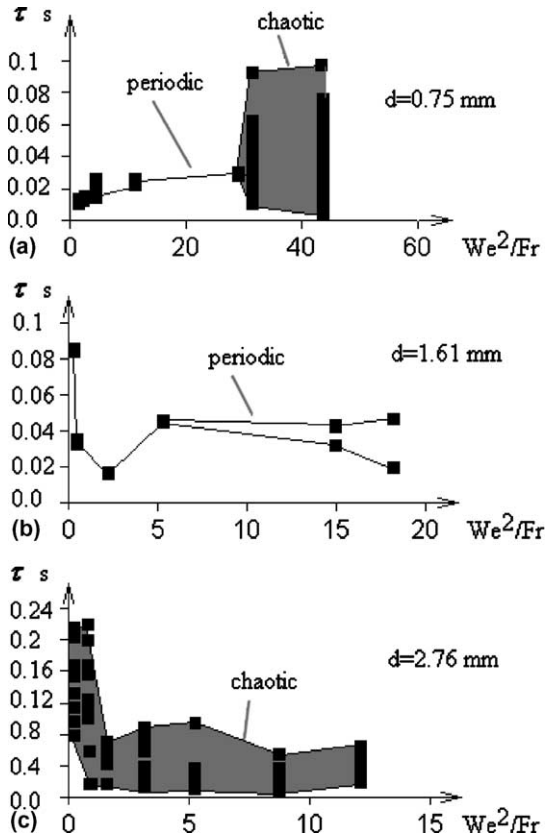 τ s
chaotic
0.1
periodic
d=0.75 mm
0.08
0.06
0.04
0.02
0.0
(a)
0 20 40 60 We²/Fr
τ s
0.1
periodic
d=1.61 mm
0.08
0.06
0.04
0.02
0.0
(b)
0 5 10 15 20 We²/Fr
τ s
0.24
0.2
d=2.76 mm
0.16
chaotic
0.12
0.8
0.4
0.0
(c)
0 5 10 15 We²/Fr